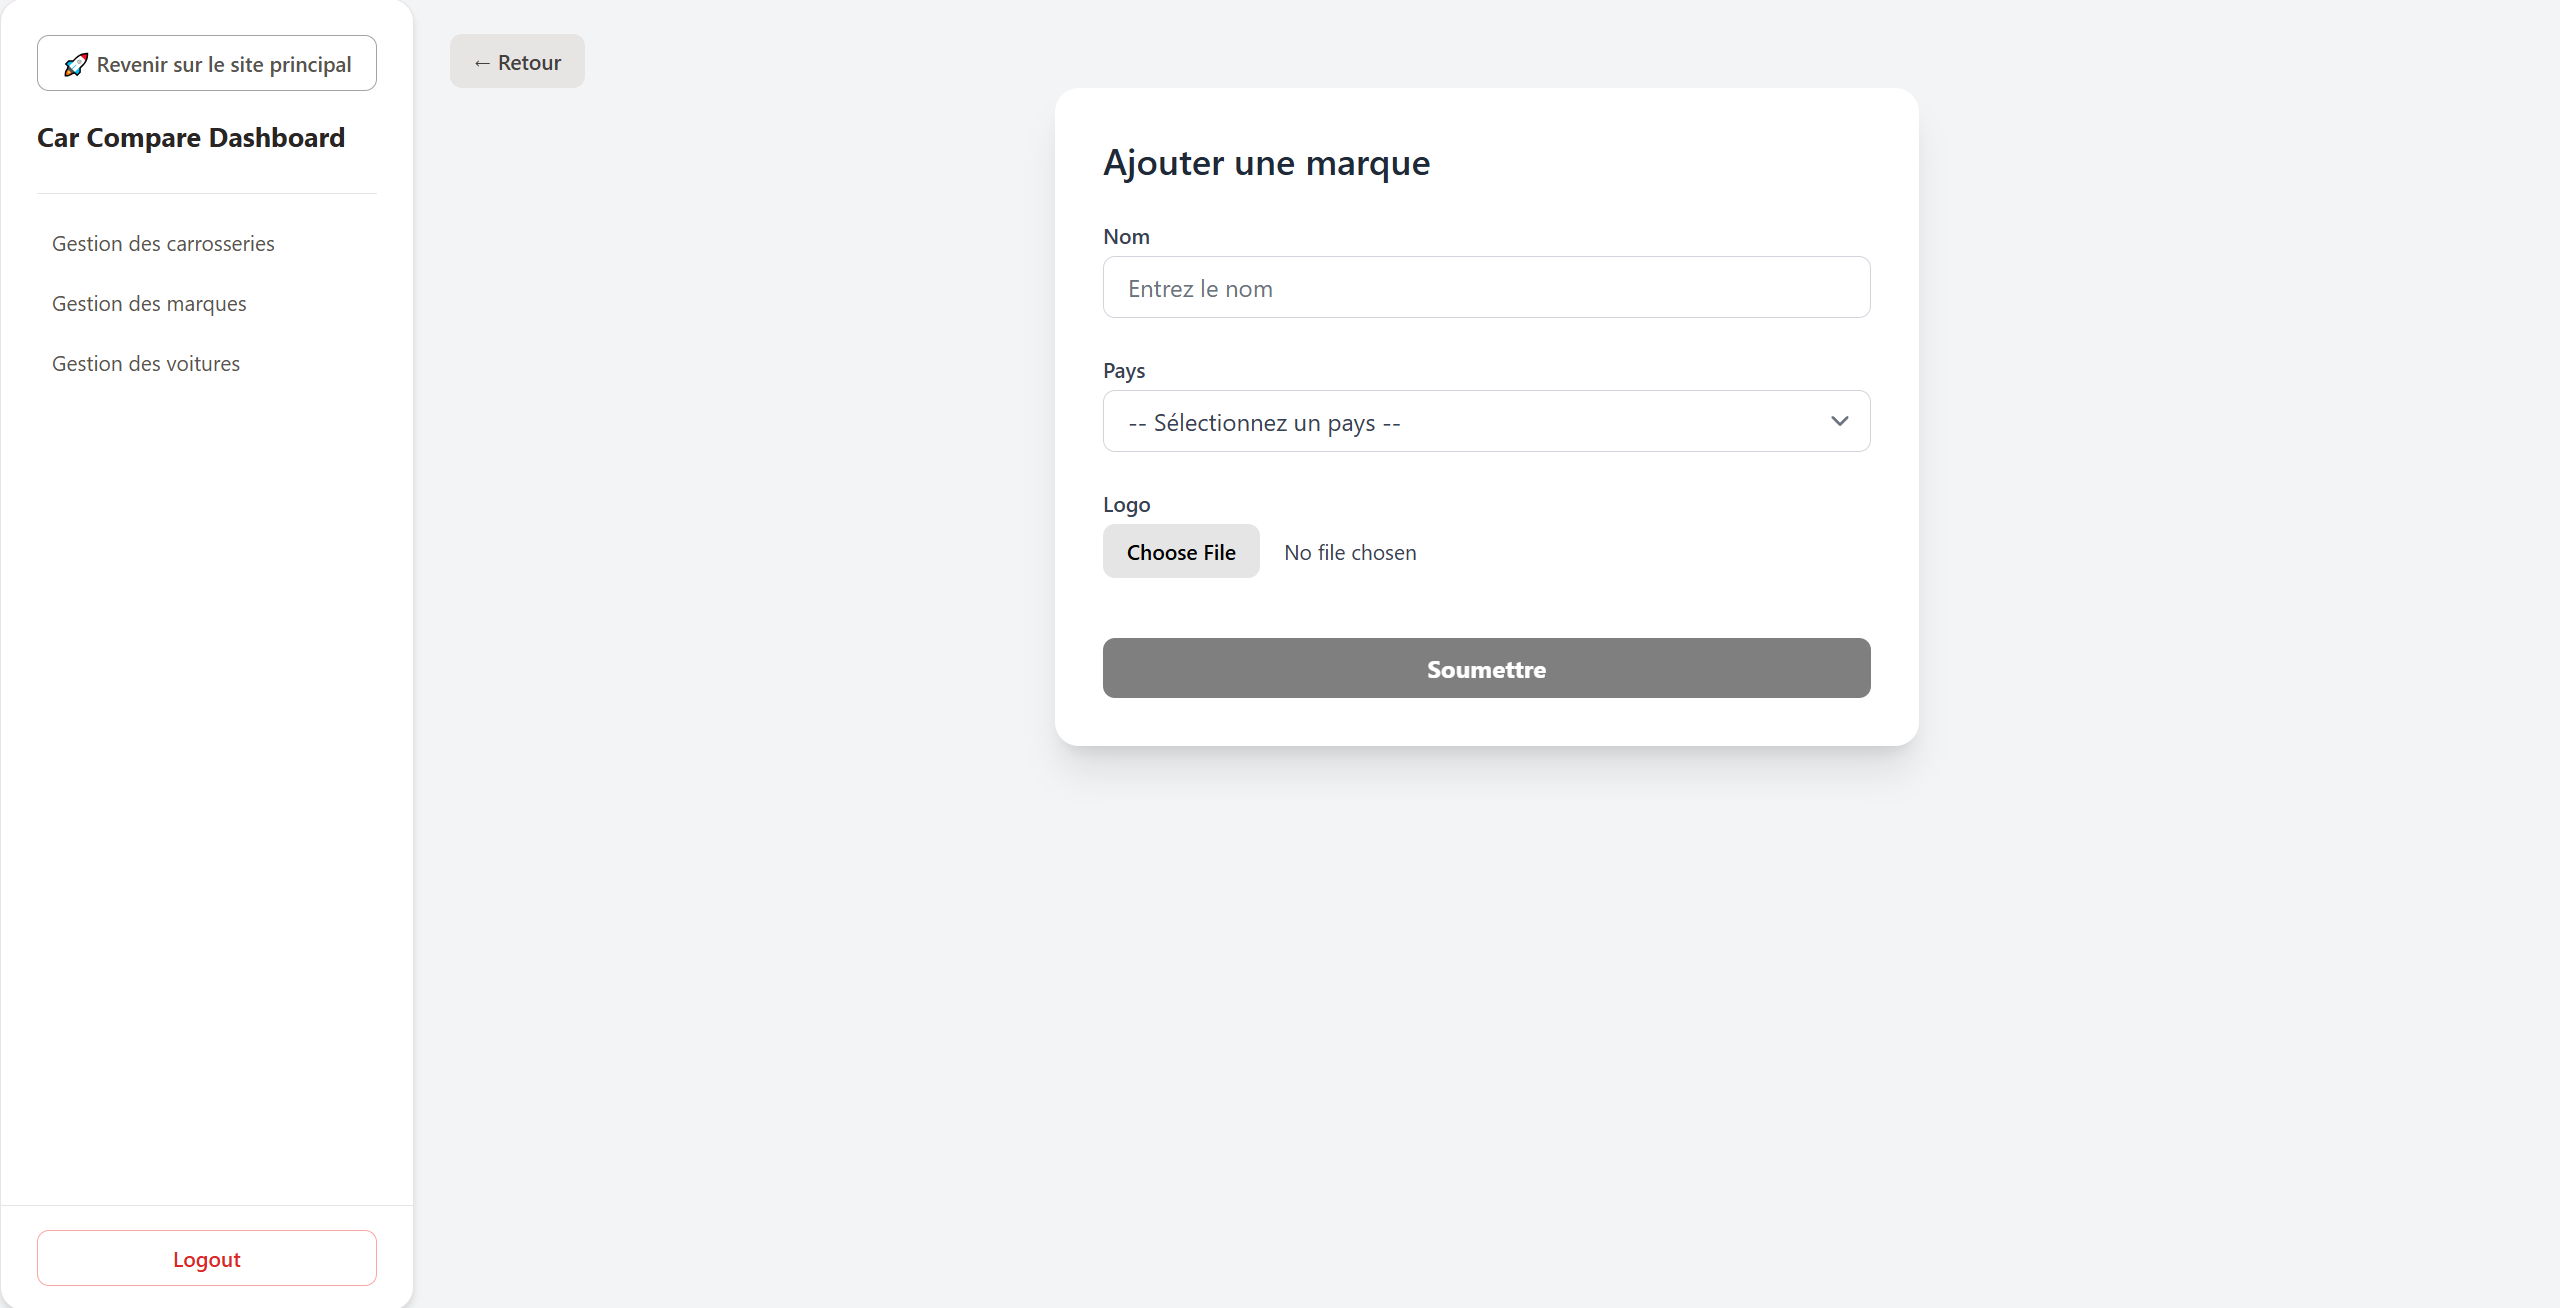 🚀 Revenir sur le site principal
Car Compare Dashboard
Gestion des carrosseries
Gestion des marques
Gestion des voitures
Logout
← Retour
Ajouter une marque
Nom
Entrez le nom
Pays
-- Sélectionnez un pays --
Logo
Choose File No file chosen
Soumettre